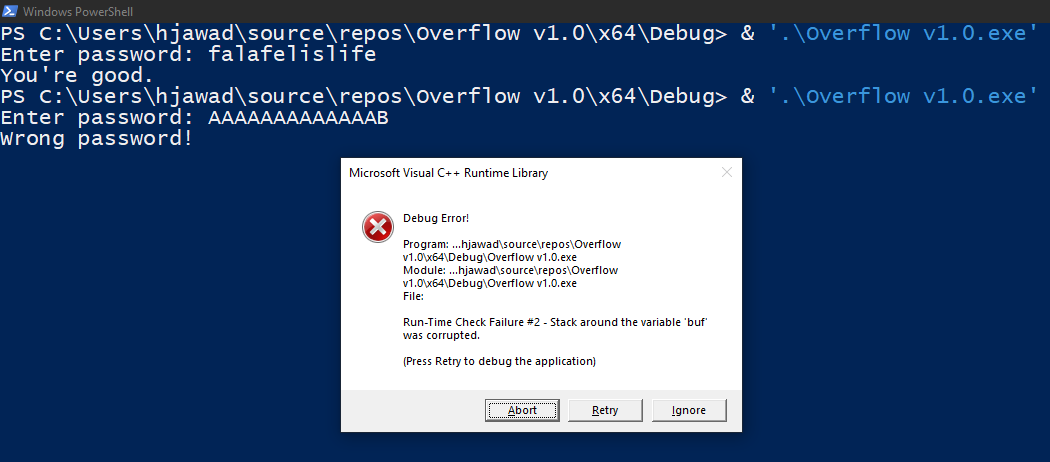 Windows PowerShell
PS C:\Users\hjawad\source\repos\Overflow v1.0\x64\Debug> & '.\Overflow v1.0.exe'
Enter password: falafelislife
You're good.
PS C:\Users\hjawad\source\repos\Overflow v1.0\x64\Debug> & '.\Overflow v1.0.exe'
Enter password: AAAAAAAAAAAAAB
Wrong password!
Microsoft Visual C++ Runtime Library
Debug Error!
Program: ...hjawad\source\repos\Overflow
v1.0\x64\Debug\Overflow v1.0.exe
Module: ...hjawad\source\repos\Overflow
v1.0\x64\Debug\Overflow v1.0.exe
File:
Run-Time Check Failure #2 - Stack around the variable 'buf'
was corrupted.
(Press Retry to debug the application)
Abort Retry Ignore